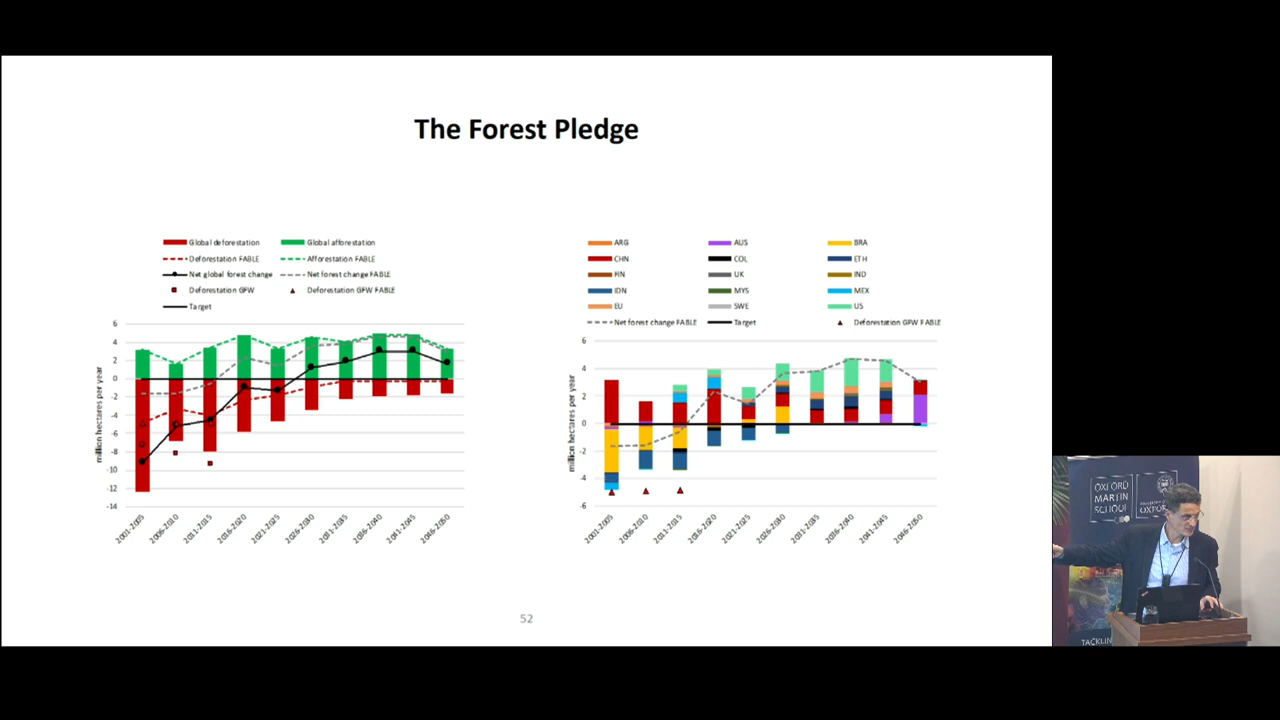 The Forest Pledge
Global deforestation Global afforestation
Deforestation FABLE Afforestation FABLE
Net global forest change Net forest change FABLE
Deforestation GFW Deforestation GFW FABLE
Target
6
4
2
0
-2
-4
-6
-8
-10
-12
-14
million hectares per year
2001-2005 2006-2010 2011-2015 2016-2020 2021-2025 2026-2030 2031-2035 2036-2040 2041-2045 2046-2050
ARG AUS BRA
CHN COL ETH
FIN UK IND
IDN MYS MEX
EU SWE US
Net forest change FABLE Target Deforestation GFW FABLE
6
4
2
0
-2
-4
-6
million hectares per year
2001-2005 2006-2010 2011-2015 2016-2020 2021-2025 2026-2030 2031-2035 2036-2040 2041-2045 2046-2050
52
OXFORD
MARTIN
SCHOOL
OXFORD
TACKLIN